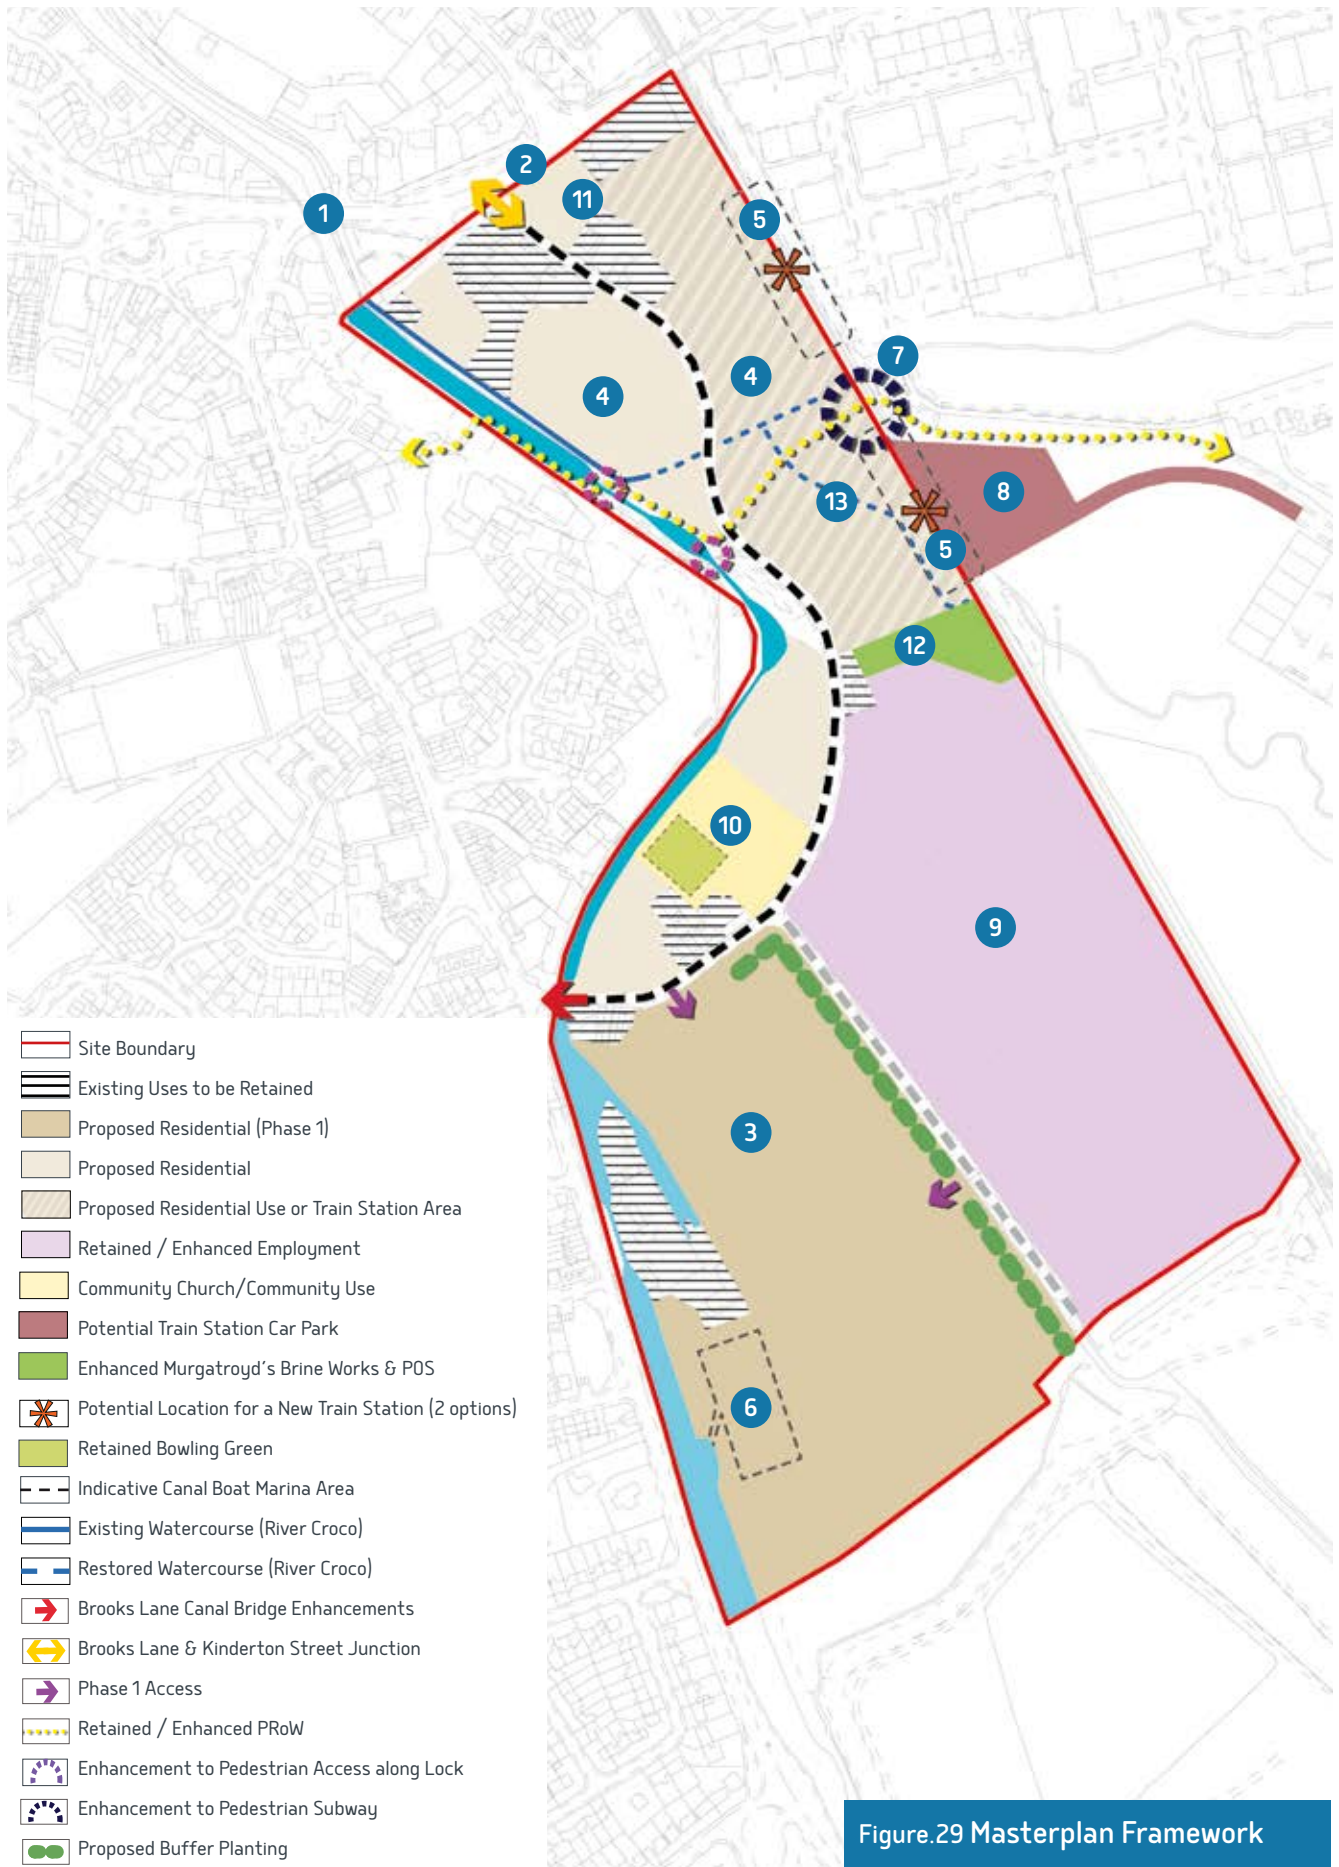 2
11
1
5
7
4
4
8
13
5
12
10
9
3
6
Site Boundary
Existing Uses to be Retained
Proposed Residential (Phase 1)
Proposed Residential
Proposed Residential Use or Train Station Area
Retained / Enhanced Employment
Community Church/Community Use
Potential Train Station Car Park
Enhanced Murgatroyd's Brine Works & POS
Potential Location for a New Train Station (2 options)
Retained Bowling Green
Indicative Canal Boat Marina Area
Existing Watercourse (River Croco)
Restored Watercourse (River Croco)
Brooks Lane Canal Bridge Enhancements
Brooks Lane & Kinderton Street Junction
Phase 1 Access
Retained / Enhanced PRoW
Enhancement to Pedestrian Access along Lock
Enhancement to Pedestrian Subway
Proposed Buffer Planting
Figure.29 Masterplan Framework